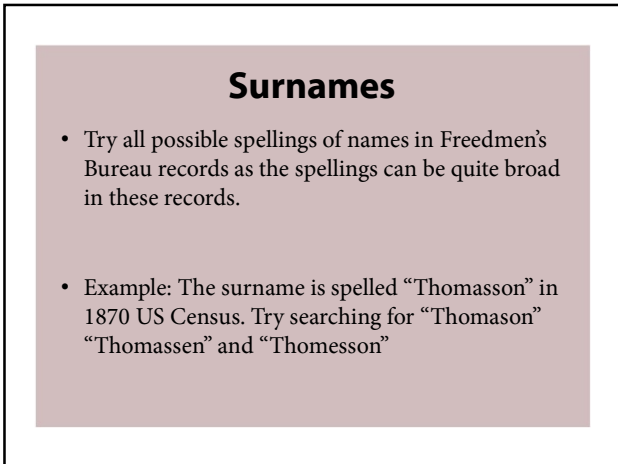 Surnames
• Try all possible spellings of names in Freedmen’s
Bureau records as the spellings can be quite broad
in these records.
• Example: The surname is spelled “Thomasson” in
1870 US Census. Try searching for “Thomason”
“Thomassen” and “Thomesson”